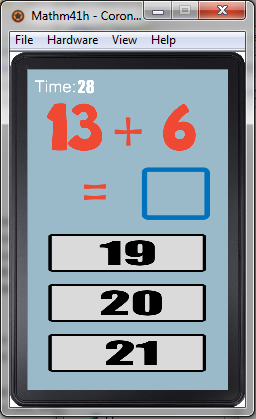 Mathm41h - Coron...
File Hardware View Help
Time:28
13 + 6
=
19
20
21